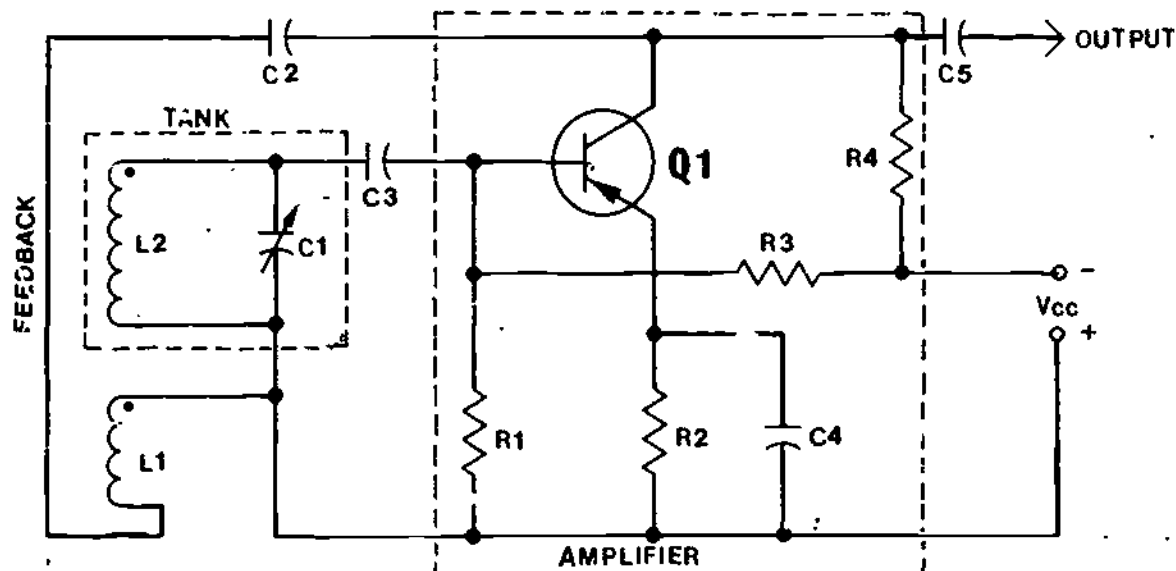 OUTPUT
C2
C5
TANK
Q1
R4
C3
FEEDBACK
L2
C1
R3
-
Vcc
+
R1
R2
C4
L1
AMPLIFIER